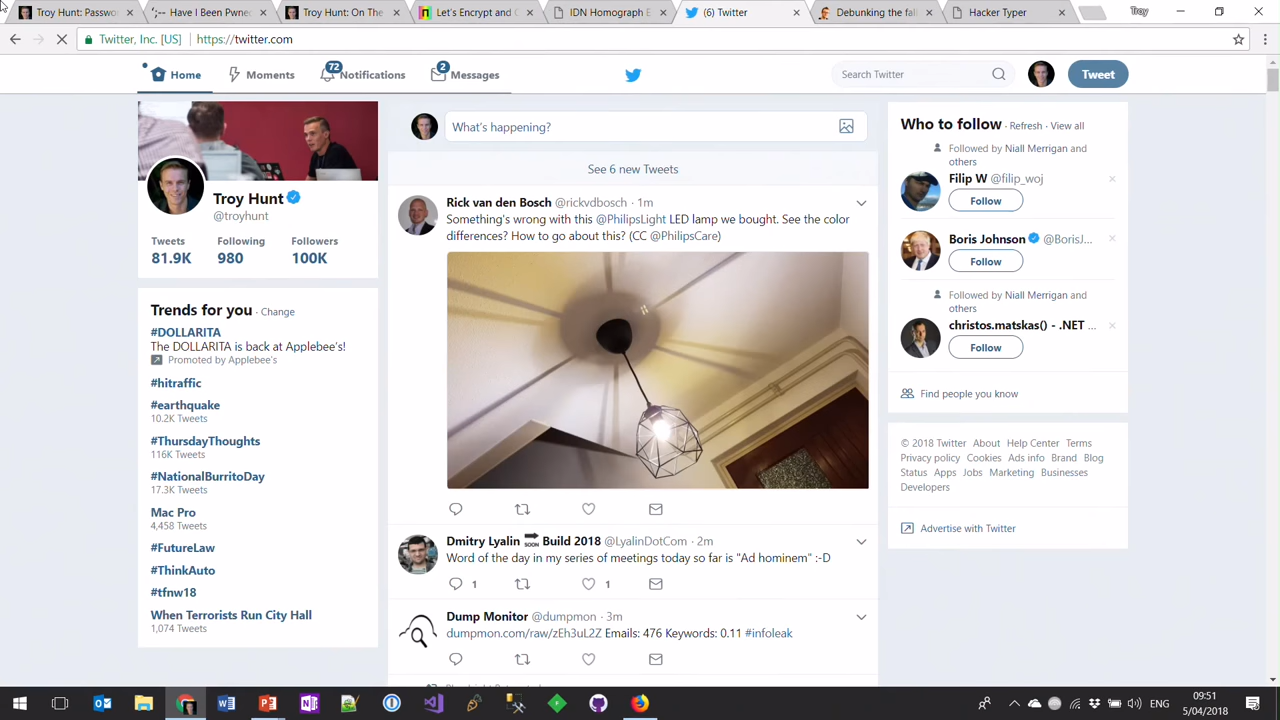 Troy Hunt: Passwo
Have I Been Pwne
Troy Hunt: On The
Let's Encrypt and C
IDN Homograph E
(6) Twitter
Debunking the fall
Hacker Typer
Troy
Twitter, Inc. [US]
https://twitter.com
Home
Moments
72
Notifications
2
Messages
Search Twitter
Tweet
Troy Hunt
@troyhunt
Tweets Following Followers
81.9K 980 100K
Trends for you · Change
#DOLLARITA
The DOLLARITA is back at Applebee's!
Promoted by Applebee's
#hitraffic
#earthquake
10.2K Tweets
#ThursdayThoughts
116K Tweets
#NationalBurritoDay
17.3K Tweets
Mac Pro
4,458 Tweets
#FutureLaw
#ThinkAuto
#tfnw18
When Terrorists Run City Hall
1,074 Tweets
What's happening?
See 6 new Tweets
Rick van den Bosch @rickvdbosch · 1m
Something's wrong with this @PhilipsLight LED lamp we bought. See the color
differences? How to go about this? (CC @PhilipsCare)
Dmitry Lyalin SOON Build 2018 @LyalinDotCom · 2m
Word of the day in my series of meetings today so far is "Ad hominem" :-D
1 1
Dump Monitor @dumpmon · 3m
dumpmon.com/raw/zEh3uL2Z Emails: 476 Keywords: 0.11 #infoleak
Who to follow · Refresh · View all
Followed by Niall Merrigan and
others
Filip W @filip_woj
Follow
Boris Johnson @BorisJ...
Follow
Followed by Niall Merrigan and
others
christos.matskas() - .NET ...
Follow
Find people you know
© 2018 Twitter About Help Center Terms
Privacy policy Cookies Ads info Brand Blog
Status Apps Jobs Marketing Businesses
Developers
Advertise with Twitter
ENG
09:51
5/04/2018